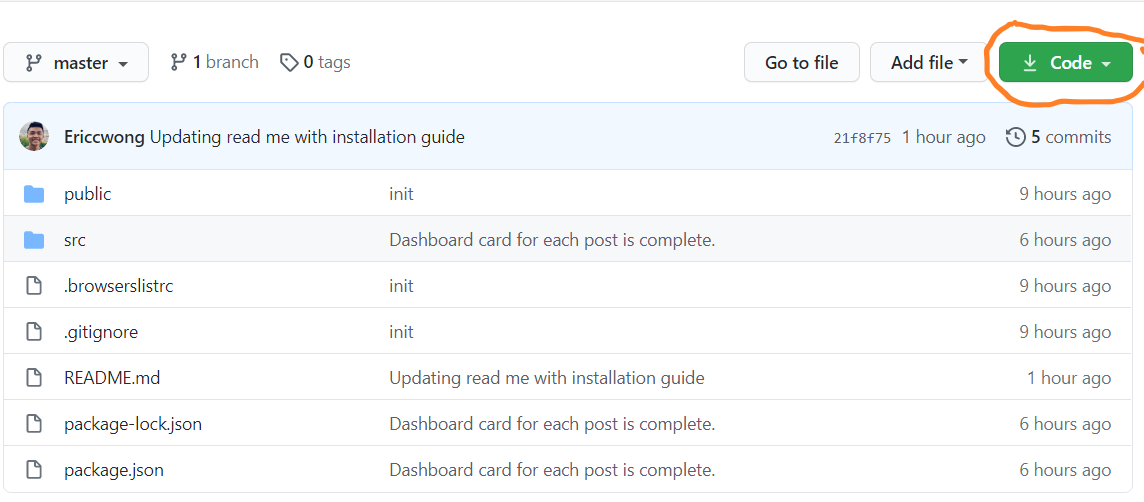 master 1 branch 0 tags Go to file Add file Code
Ericcwong Updating read me with installation guide 21f8f75 1 hour ago 5 commits
public init 9 hours ago
src Dashboard card for each post is complete. 6 hours ago
.browserslistrc init 9 hours ago
.gitignore init 9 hours ago
README.md Updating read me with installation guide 1 hour ago
package-lock.json Dashboard card for each post is complete. 6 hours ago
package.json Dashboard card for each post is complete. 6 hours ago